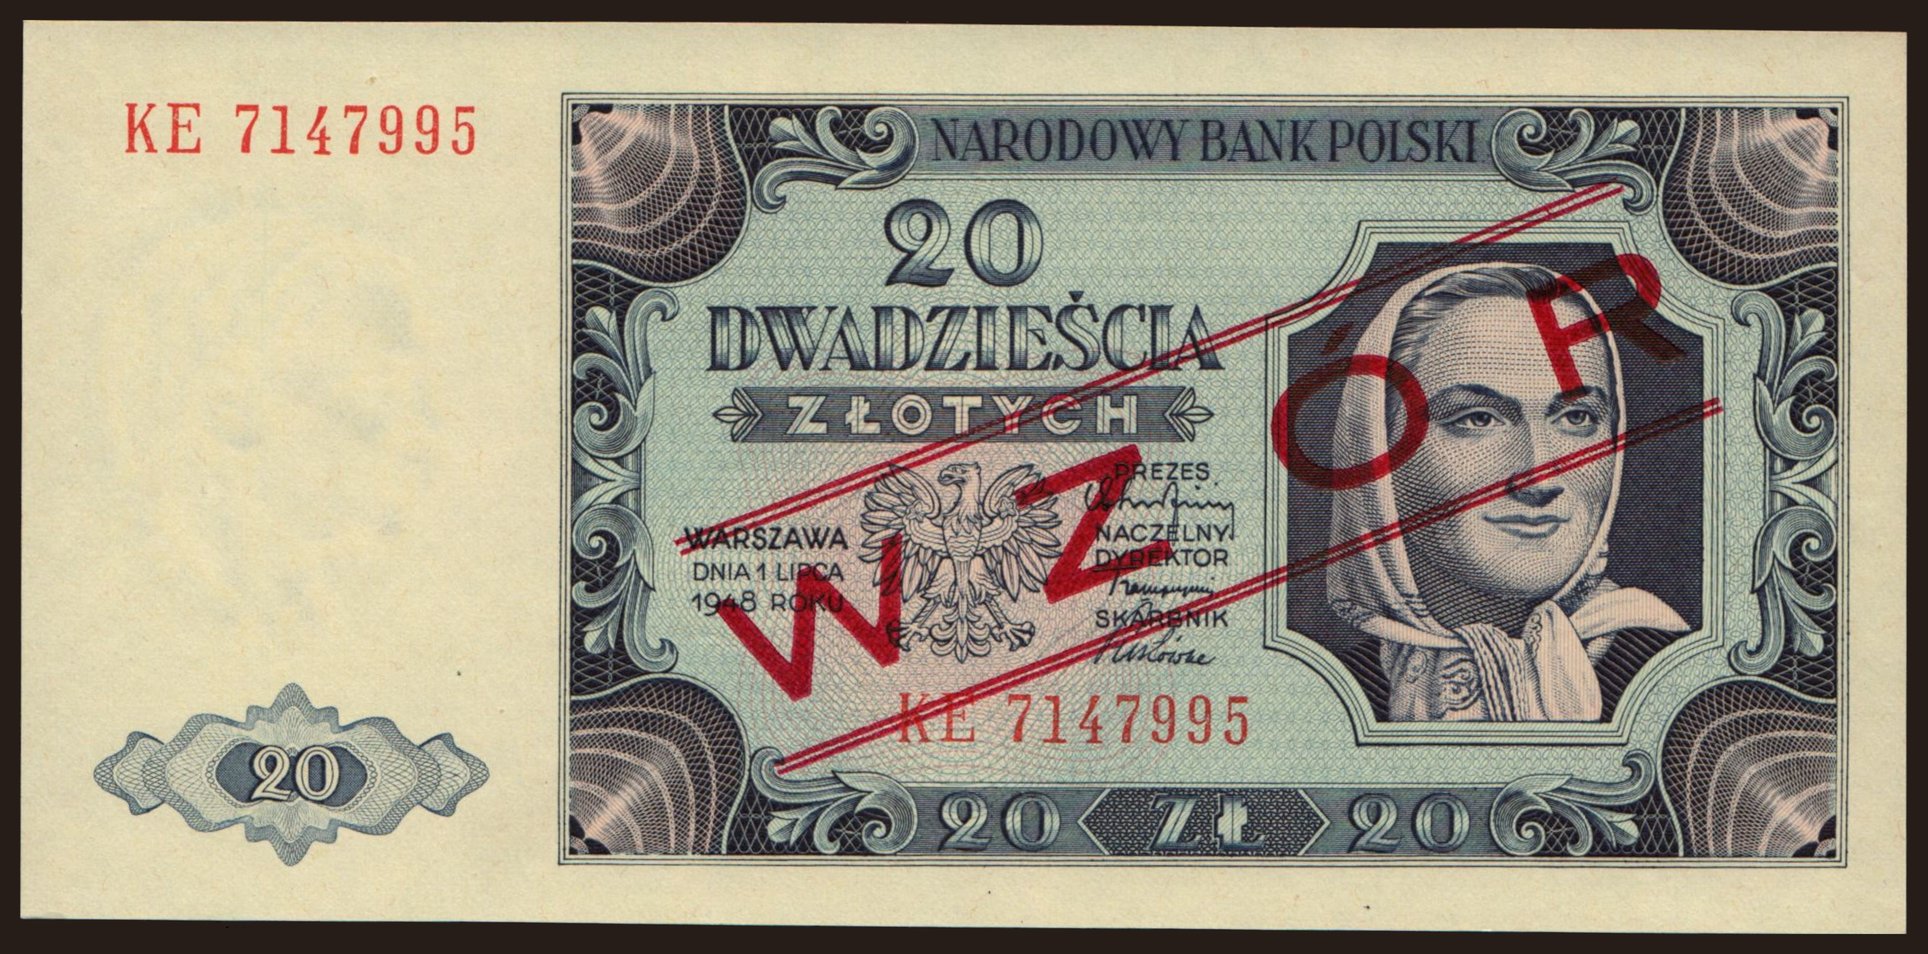 KE 7147995
NARODOWY BANK POLSKI
20
DWADZIEŚCIA
ZŁOTYCH
WZÓR
WARSZAWA
DNIA 1 LIPCA
1948 ROKU
PREZES
NACZELNY
DYREKTOR
SKARBNIK
KE 7147995
20
20 ZŁ 20